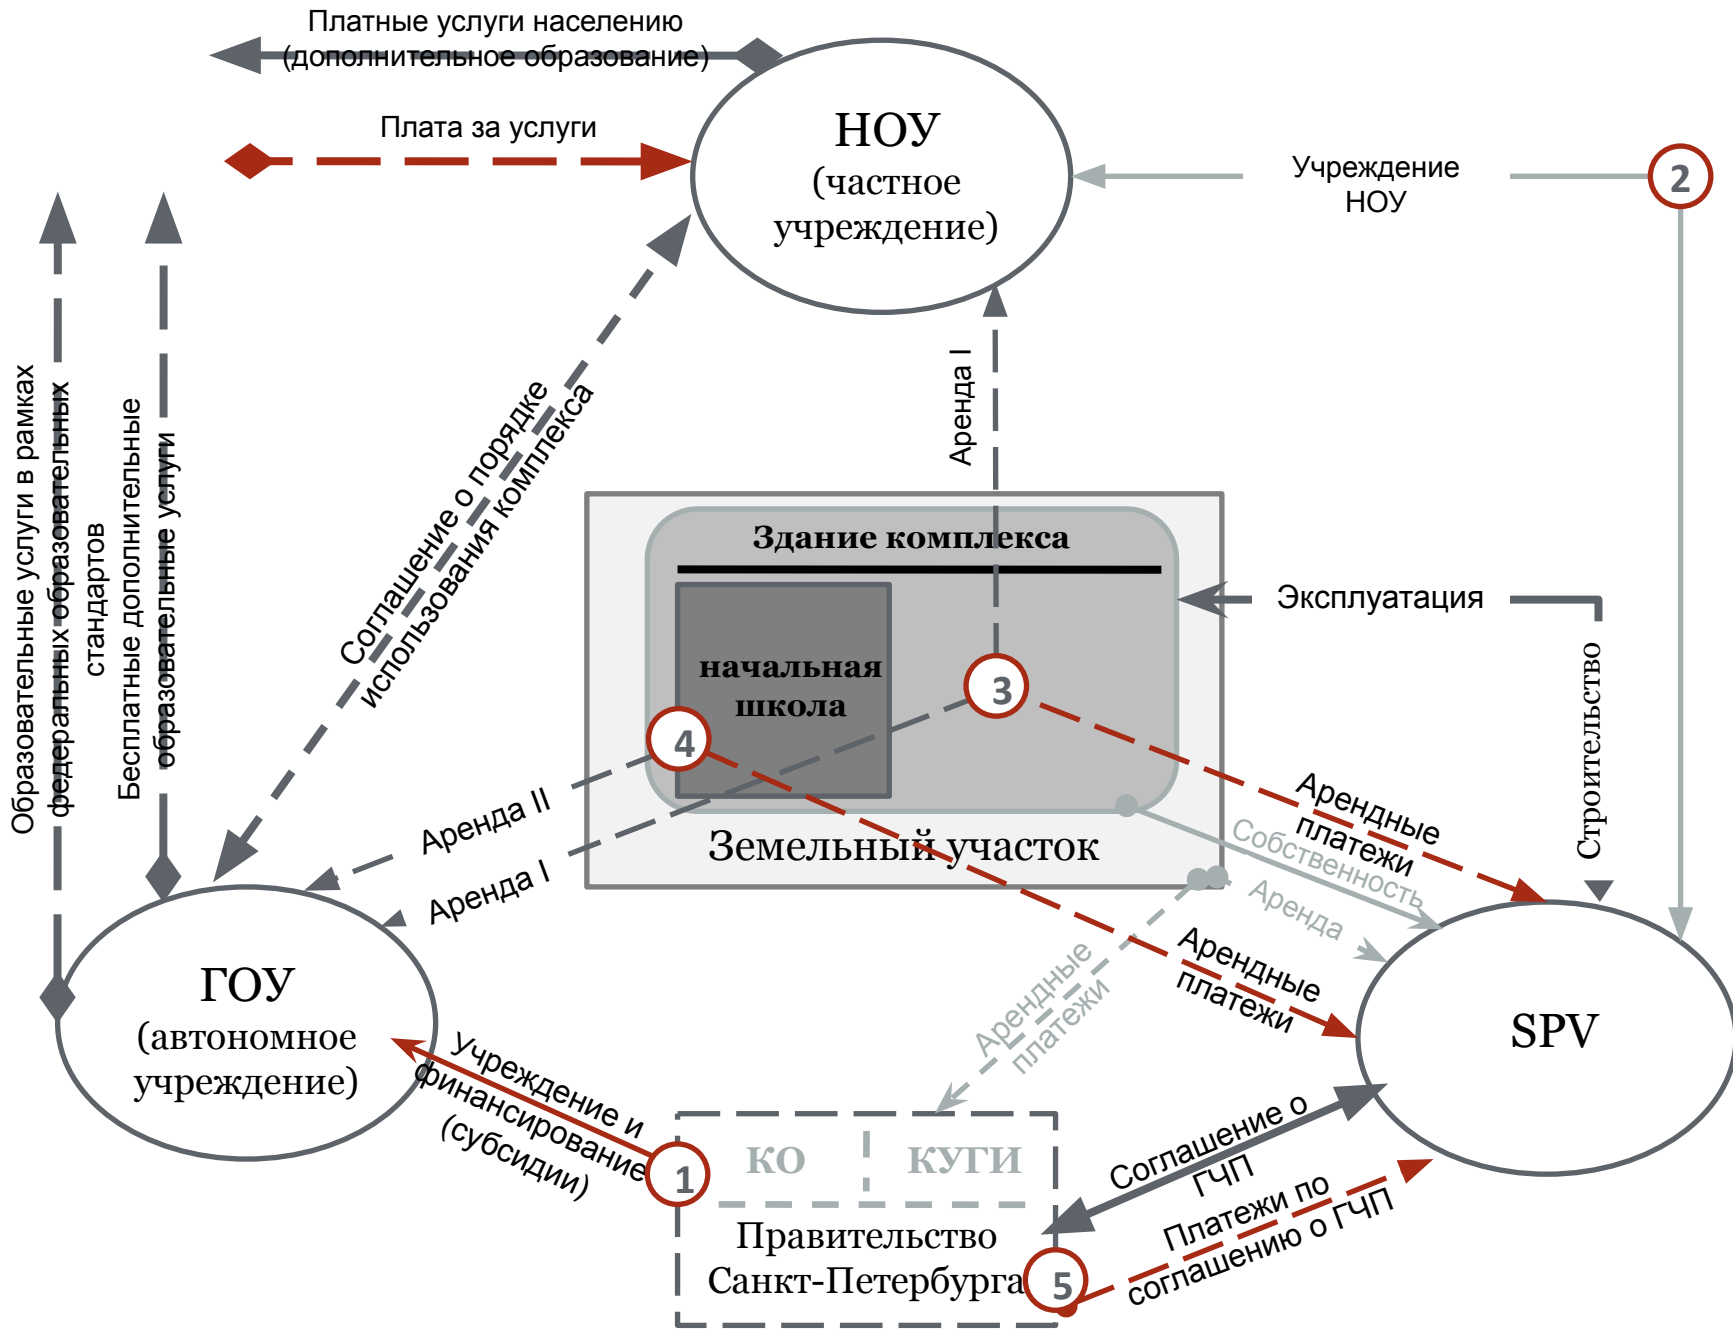 Платные услуги населению
(дополнительное образование)
Плата за услуги
НОУ
(частное
учреждение)
Учреждение
НОУ
2
Образовательные услуги в рамках
федеральных образовательных
стандартов
Бесплатные дополнительные
образовательные услуги
Соглашение о порядке
использования комплекса
Аренда I
Здание комплекса
начальная
школа
3
4
Земельный участок
Эксплуатация
Строительство
Аренда II
Аренда I
Арендные
платежи
Собственность
Аренда
Арендные
платежи
Арендные
платежи
ГОУ
(автономное
учреждение)
SPV
Учреждение и
финансирование
(субсидии)
1
КО
КУГИ
Правительство
Санкт-Петербурга
5
Соглашение о
ГЧП
Платежи по
соглашению о ГЧП